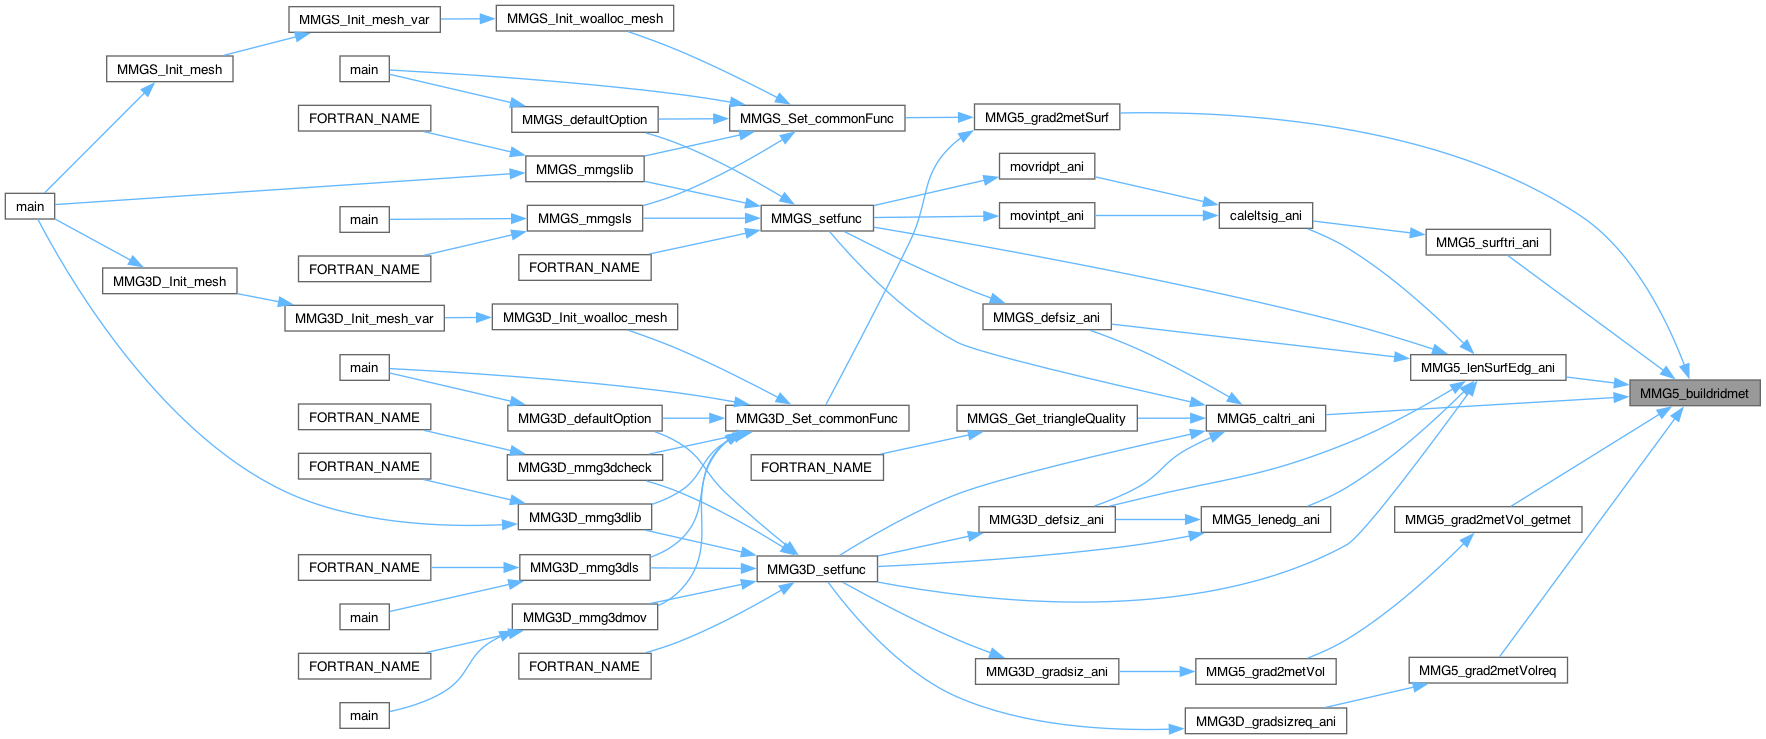 MMGS_Init_mesh_var
MMGS_Init_woalloc_mesh
MMGS_Init_mesh
main
FORTRAN_NAME
MMGS_defaultOption
MMGS_Set_commonFunc
MMG5_grad2metSurf
MMGS_mmgslib
movridpt_ani
main
main
MMGS_mmgsls
MMGS_setfunc
movintpt_ani
caleltsig_ani
MMG5_surftri_ani
FORTRAN_NAME
FORTRAN_NAME
MMG3D_Init_mesh
MMG3D_Init_mesh_var
MMG3D_Init_woalloc_mesh
MMGS_defsiz_ani
main
MMG5_lenSurfEdg_ani
MMG5_buildridmet
FORTRAN_NAME
MMG3D_defaultOption
MMG3D_Set_commonFunc
MMGS_Get_triangleQuality
MMG5_caltri_ani
FORTRAN_NAME
MMG3D_mmg3dcheck
FORTRAN_NAME
MMG3D_mmg3dlib
MMG3D_defsiz_ani
MMG5_lenedg_ani
MMG5_grad2metVol_getmet
FORTRAN_NAME
MMG3D_mmg3dls
MMG3D_setfunc
main
MMG3D_mmg3dmov
FORTRAN_NAME
FORTRAN_NAME
MMG3D_gradsiz_ani
MMG5_grad2metVol
MMG5_grad2metVolreq
main
MMG3D_gradsizreq_ani